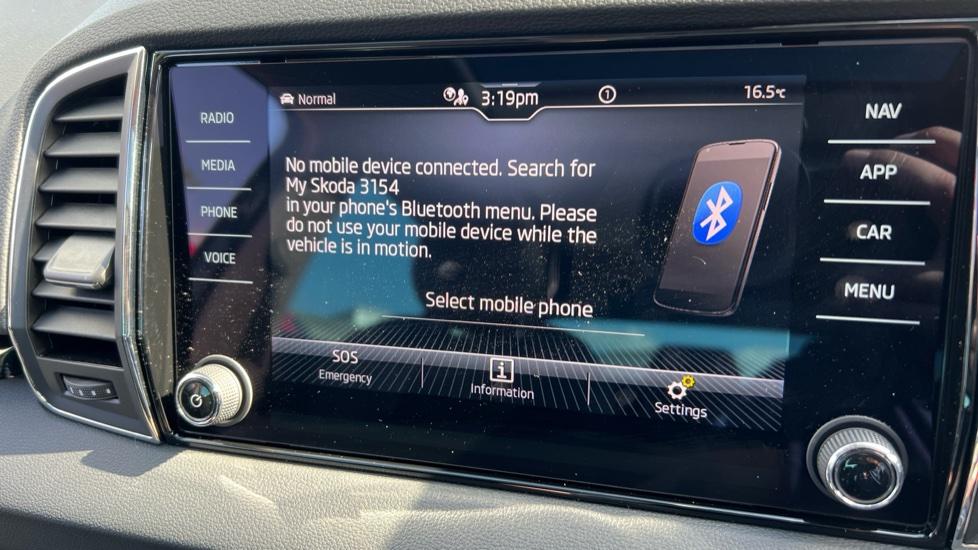 Normal
3:19pm
1
16.5°C
RADIO
MEDIA
PHONE
VOICE
No mobile device connected. Search for
My Skoda 3154
in your phone's Bluetooth menu. Please
do not use your mobile device while the
vehicle is in motion.
Select mobile phone
SOS
Emergency
i
Information
Settings
NAV
APP
CAR
MENU